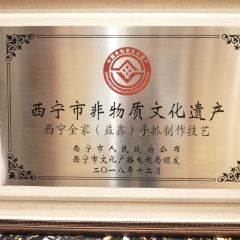 西宁市非物质文化遗产
西宁金家（益鑫）手抓制作技艺
西宁市人民政府公布
西宁市文化广播电视局颁发
二〇一八年十二月